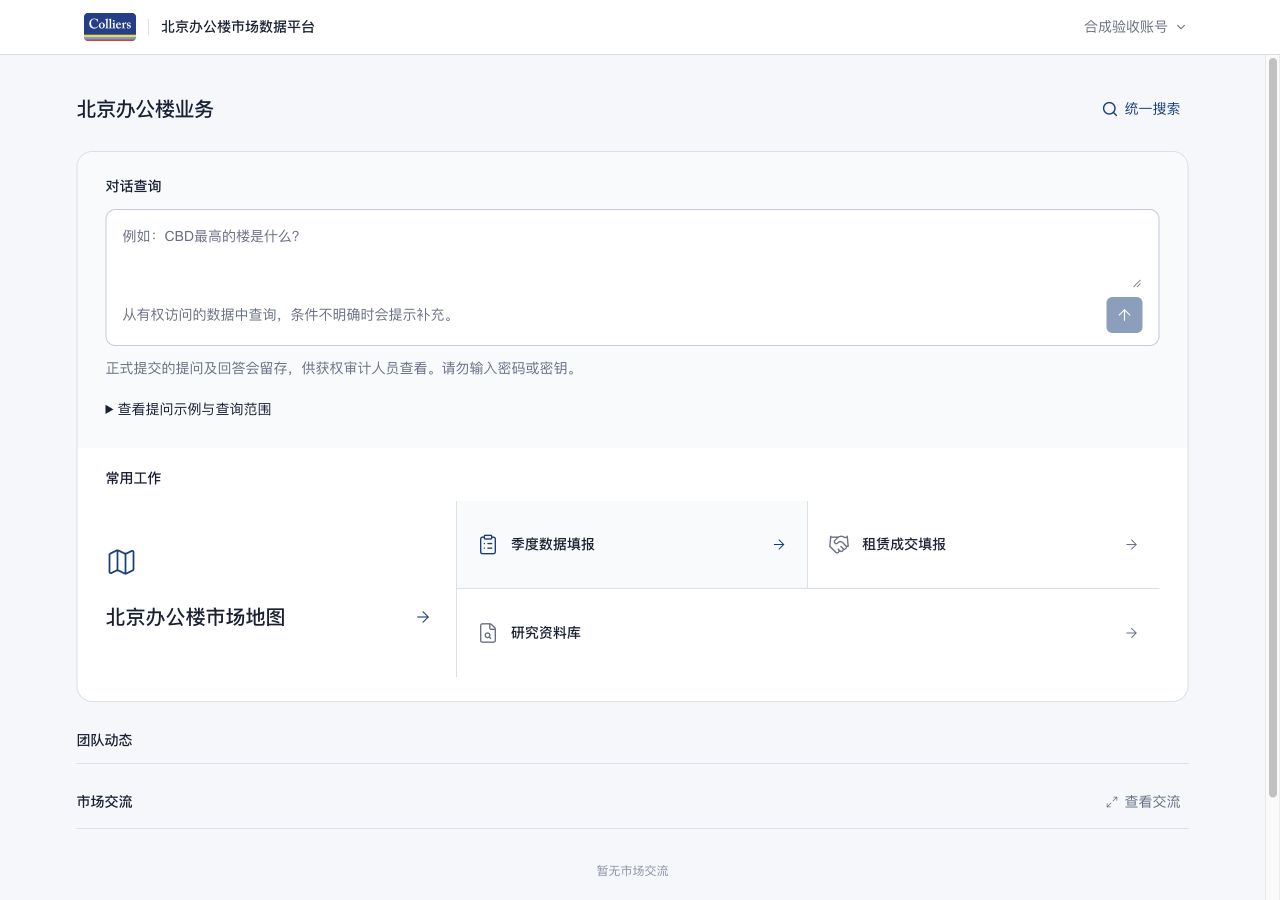 Colliers
北京办公楼市场数据平台
合成验收账号
北京办公楼业务
统一搜索
对话查询
例如：CBD最高的楼是什么?
从有权访问的数据中查询，条件不明确时会提示补充。
正式提交的提问及回答会留存，供获权审计人员查看。请勿输入密码或密钥。
查看提问示例与查询范围
常用工作
季度数据填报
租赁成交填报
北京办公楼市场地图
研究资料库
团队动态
市场交流
查看交流
暂无市场交流